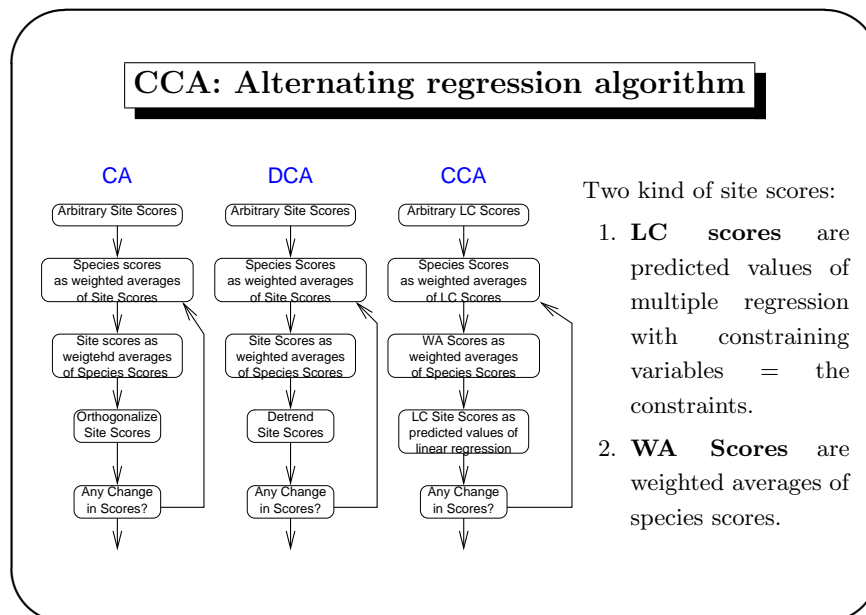 CCA: Alternating regression algorithm
CA
Arbitrary Site Scores
Species scores
as weighted averages
of Site Scores
Site scores as
weigtehd averages
of Species Scores
Orthogonalize
Site Scores
Any Change
in Scores?
DCA
Arbitrary Site Scores
Species Scores
as weighted averages
of Site Scores
Site Scores as
weighted averages
of Species Scores
Detrend
Site Scores
Any Change
in Scores?
CCA
Arbitrary LC Scores
Species Scores
as weighted averages
of LC Scores
WA Scores as
weighted averages
of Species Scores
LC Site Scores as
predicted values of
linear regression
Any Change
in Scores?
Two kind of site scores:
1. LC scores are
predicted values of
multiple regression
with constraining
variables = the
constraints.
2. WA Scores are
weighted averages of
species scores.